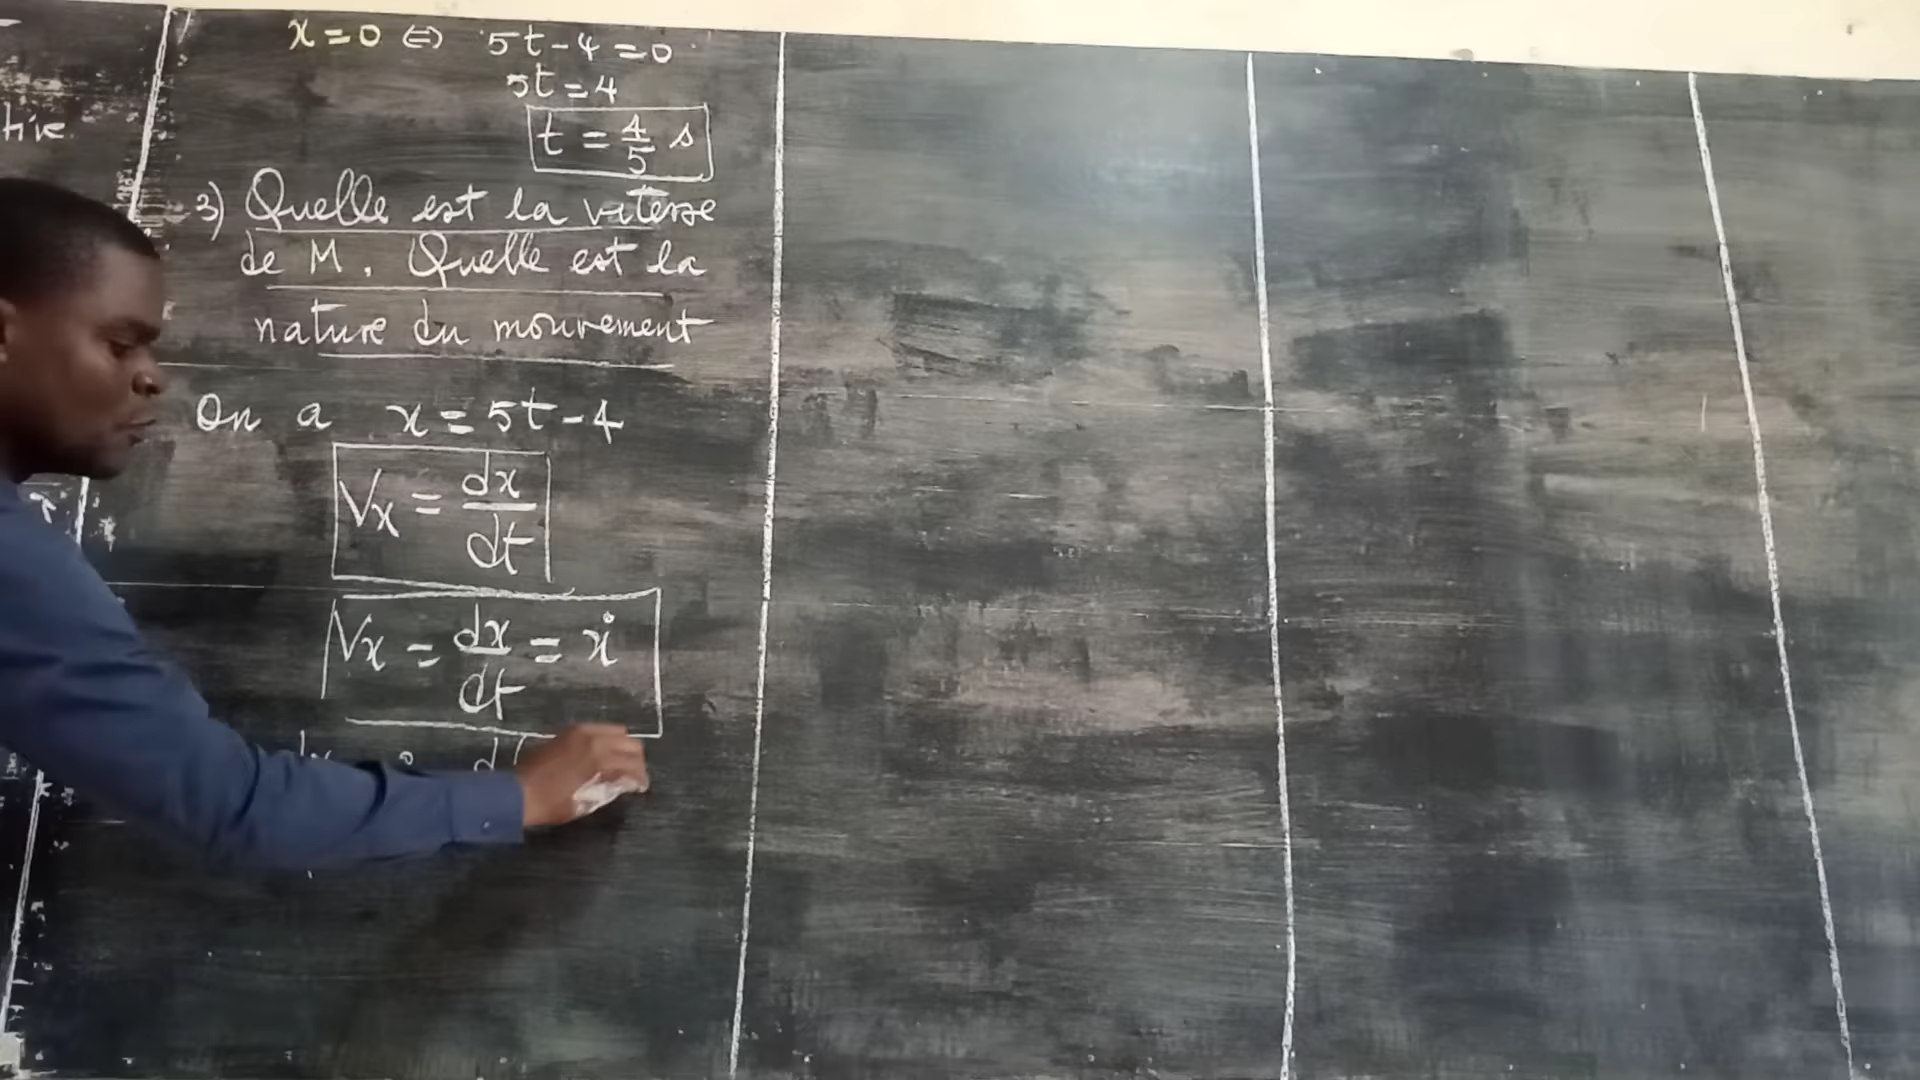 tive
x = 0 ⇔ 5t - 4 = 0
5t = 4
t = 4/5 s
3) Quelle est la vitesse
de M. Quelle est la
nature du mouvement
On a x = 5t - 4
Vx = dx/dt
Vx = dx/dt = ẋ